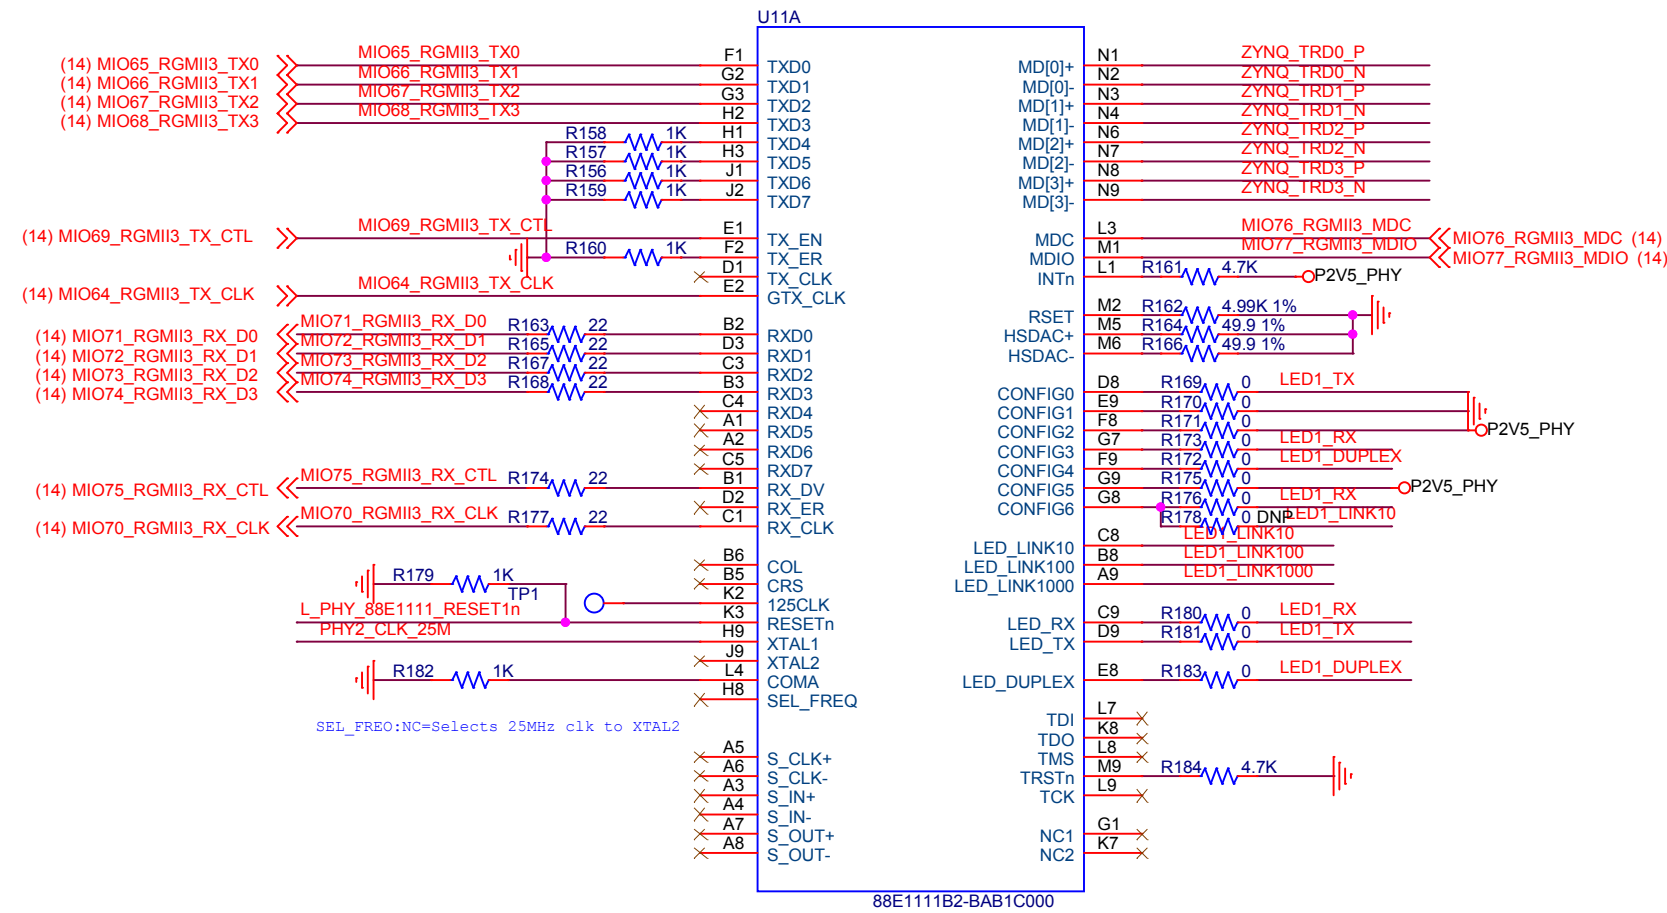 U11A
(14) MIO65_RGMII3_TX0 MIO65_RGMII3_TX0 F1 TXD0 MD[0]+ N1 ZYNQ_TRD0_P
(14) MIO66_RGMII3_TX1 MIO66_RGMII3_TX1 G2 TXD1 MD[0]- N2 ZYNQ_TRD0_N
(14) MIO67_RGMII3_TX2 MIO67_RGMII3_TX2 G3 TXD2 MD[1]+ N3 ZYNQ_TRD1_P
(14) MIO68_RGMII3_TX3 MIO68_RGMII3_TX3 H2 TXD3 MD[1]- N4 ZYNQ_TRD1_N
R158 1K H1 TXD4 MD[2]+ N6 ZYNQ_TRD2_P
R157 1K H3 TXD5 MD[2]- N7 ZYNQ_TRD2_N
R156 1K J1 TXD6 MD[3]+ N8 ZYNQ_TRD3_P
R159 1K J2 TXD7 MD[3]- N9 ZYNQ_TRD3_N
(14) MIO69_RGMII3_TX_CTL MIO69_RGMII3_TX_CTL E1 TX_EN MDC L3 MIO76_RGMII3_MDC MIO76_RGMII3_MDC (14)
R160 1K F2 TX_ER MDIO M1 MIO77_RGMII3_MDIO MIO77_RGMII3_MDIO (14)
D1 TX_CLK INTn L1 R161 4.7K P2V5_PHY
(14) MIO64_RGMII3_TX_CLK MIO64_RGMII3_TX_CLK E2 GTX_CLK
RSET M2 R162 4.99K 1%
(14) MIO71_RGMII3_RX_D0 MIO71_RGMII3_RX_D0 R163 22 B2 RXD0 HSDAC+ M5 R164 49.9 1%
(14) MIO72_RGMII3_RX_D1 MIO72_RGMII3_RX_D1 R165 22 D3 RXD1 HSDAC- M6 R166 49.9 1%
(14) MIO73_RGMII3_RX_D2 MIO73_RGMII3_RX_D2 R167 22 C3 RXD2
(14) MIO74_RGMII3_RX_D3 MIO74_RGMII3_RX_D3 R168 22 B3 RXD3 CONFIG0 D8 R169 0 LED1_TX
C4 RXD4 CONFIG1 E9 R170 0
A1 RXD5 CONFIG2 F8 R171 0 P2V5_PHY
A2 RXD6 CONFIG3 G7 R173 0 LED1_RX
C5 RXD7 CONFIG4 F9 R172 0 LED1_DUPLEX
(14) MIO75_RGMII3_RX_CTL MIO75_RGMII3_RX_CTL R174 22 B1 RX_DV CONFIG5 G9 R175 0 P2V5_PHY
D2 RX_ER CONFIG6 G8 R176 0 LED1_RX
(14) MIO70_RGMII3_RX_CLK MIO70_RGMII3_RX_CLK R177 22 C1 RX_CLK R178 0 DNP LED1_LINK10
LED_LINK10 C8 LED1_LINK10
B6 COL LED_LINK100 B8 LED1_LINK100
R179 1K B5 CRS LED_LINK1000 A9 LED1_LINK1000
TP1 K2 125CLK
L_PHY_88E1111_RESET1n K3 RESETn LED_RX C9 R180 0 LED1_RX
PHY2_CLK_25M H9 XTAL1 LED_TX D9 R181 0 LED1_TX
J9 XTAL2
R182 1K L4 COMA LED_DUPLEX E8 R183 0 LED1_DUPLEX
H8 SEL_FREQ
SEL_FREO:NC=Selects 25MHz clk to XTAL2
TDI L7
TDO K8
A5 S_CLK+ TMS L8
A6 S_CLK- TRSTn M9 R184 4.7K
A3 S_IN+ TCK L9
A4 S_IN-
A7 S_OUT+ NC1 G1
A8 S_OUT- NC2 K7
88E1111B2-BAB1C000